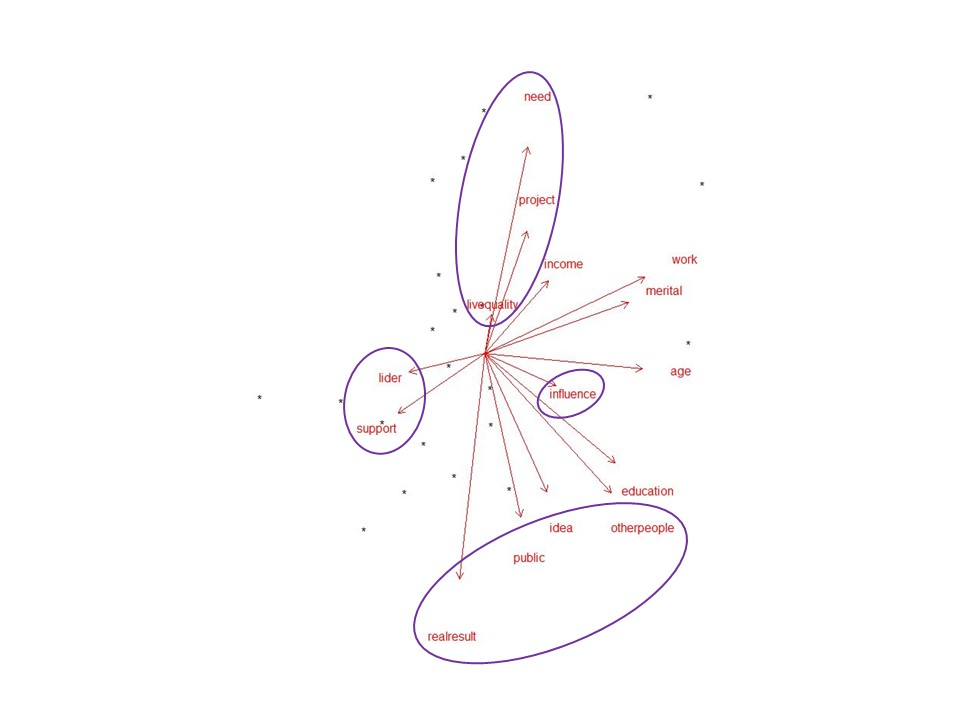 need
project
income
work
merital
livequality
age
lider
influence
support
education
idea
otherpeople
public
realresult